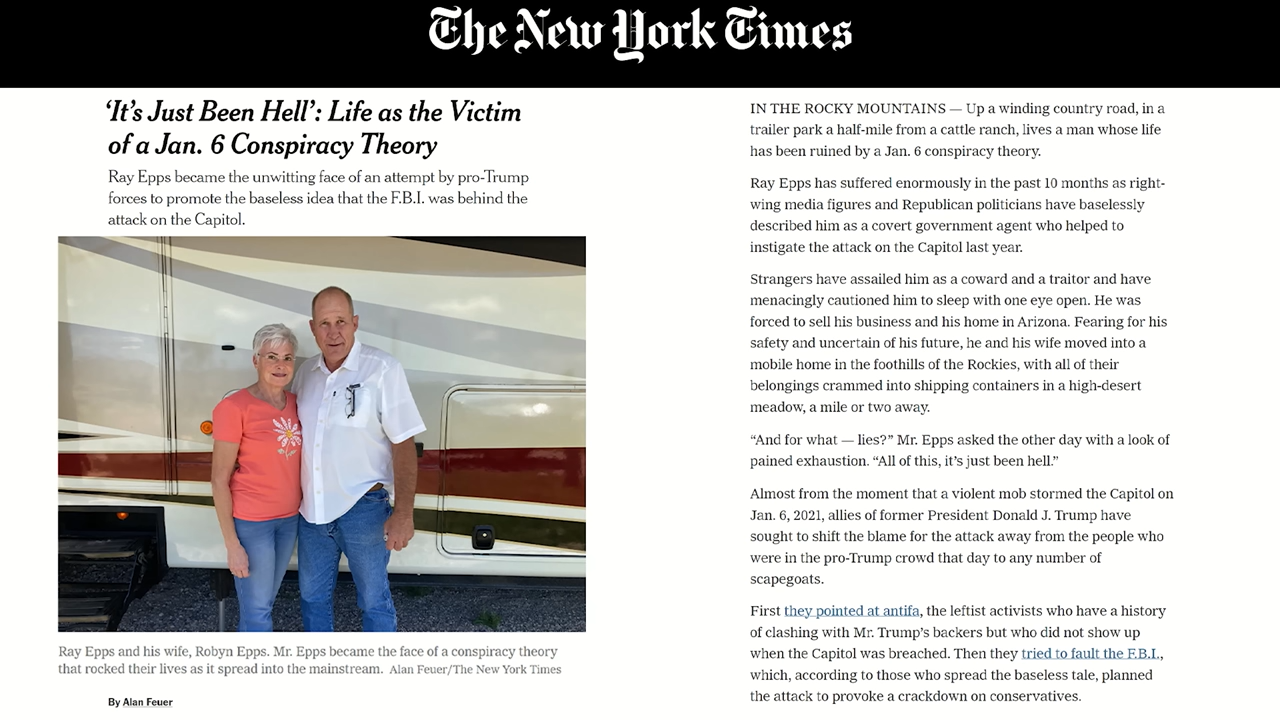 The New York Times
‘It’s Just Been Hell’: Life as the Victim
of a Jan. 6 Conspiracy Theory
Ray Epps became the unwitting face of an attempt by pro-Trump
forces to promote the baseless idea that the F.B.I. was behind the
attack on the Capitol.
Ray Epps and his wife, Robyn Epps. Mr. Epps became the face of a conspiracy theory
that rocked their lives as it spread into the mainstream. Alan Feuer/The New York Times
By Alan Feuer
IN THE ROCKY MOUNTAINS — Up a winding country road, in a
trailer park a half-mile from a cattle ranch, lives a man whose life
has been ruined by a Jan. 6 conspiracy theory.
Ray Epps has suffered enormously in the past 10 months as right-
wing media figures and Republican politicians have baselessly
described him as a covert government agent who helped to
instigate the attack on the Capitol last year.
Strangers have assailed him as a coward and a traitor and have
menacingly cautioned him to sleep with one eye open. He was
forced to sell his business and his home in Arizona. Fearing for his
safety and uncertain of his future, he and his wife moved into a
mobile home in the foothills of the Rockies, with all of their
belongings crammed into shipping containers in a high-desert
meadow, a mile or two away.
“And for what — lies?” Mr. Epps asked the other day with a look of
pained exhaustion. “All of this, it’s just been hell.”
Almost from the moment that a violent mob stormed the Capitol on
Jan. 6, 2021, allies of former President Donald J. Trump have
sought to shift the blame for the attack away from the people who
were in the pro-Trump crowd that day to any number of
scapegoats.
First they pointed at antifa, the leftist activists who have a history
of clashing with Mr. Trump’s backers but who did not show up
when the Capitol was breached. Then they tried to fault the F.B.I.,
which, according to those who spread the baseless tale, planned
the attack to provoke a crackdown on conservatives.